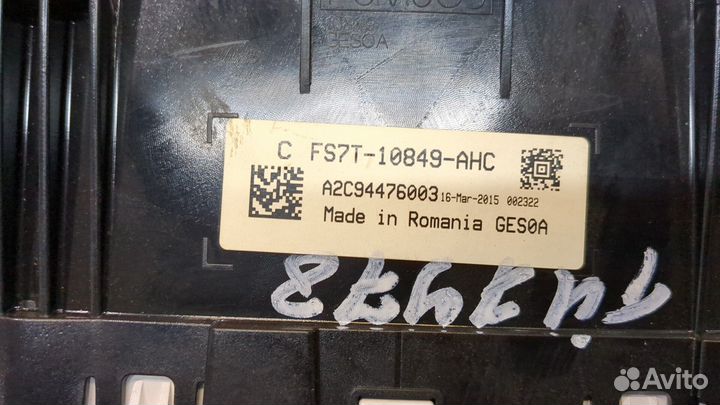 GES0A
C FS7T-10849-AHC
A2C94476003 16-Mar-2015 002322
Made in Romania GES0A
Avito